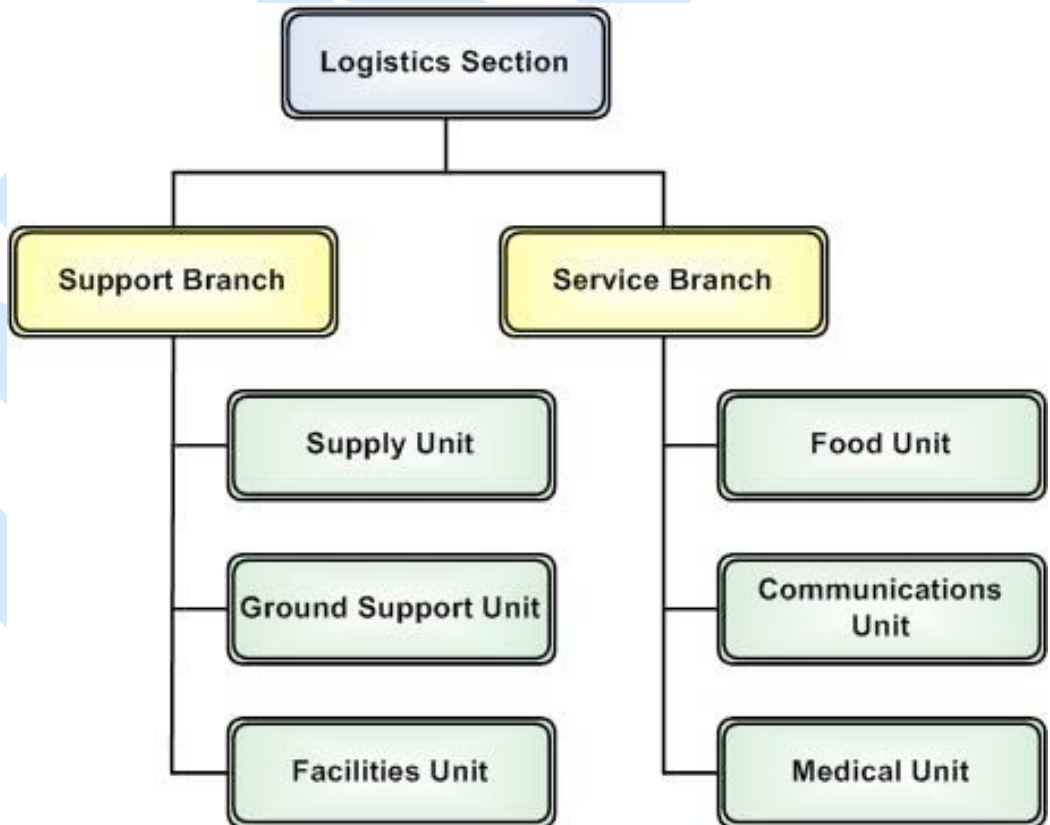 Logistics Section
Support Branch
Service Branch
Supply Unit
Food Unit
Ground Support Unit
Communications
Unit
Facilities Unit
Medical Unit